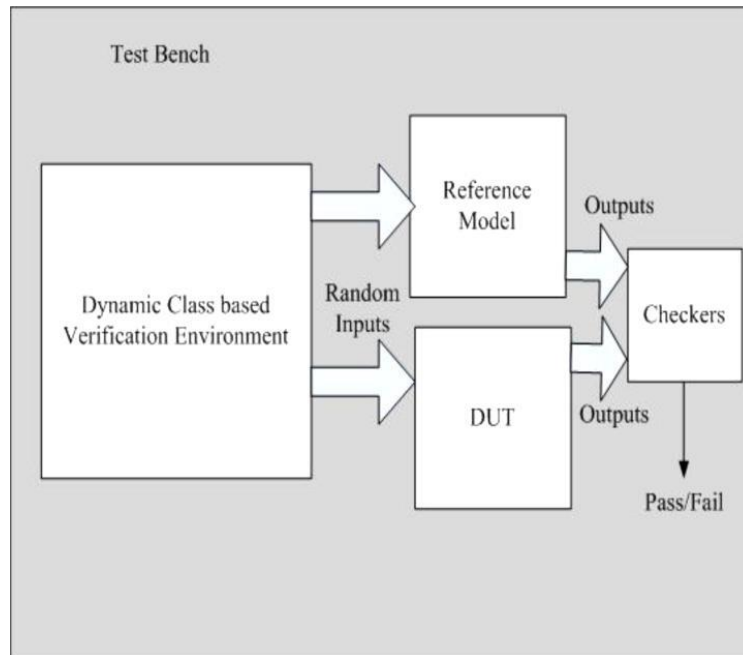 Test Bench
Reference
Model
Outputs
Dynamic Class based
Verification Environment
Random
Inputs
Checkers
DUT
Outputs
Pass/Fail